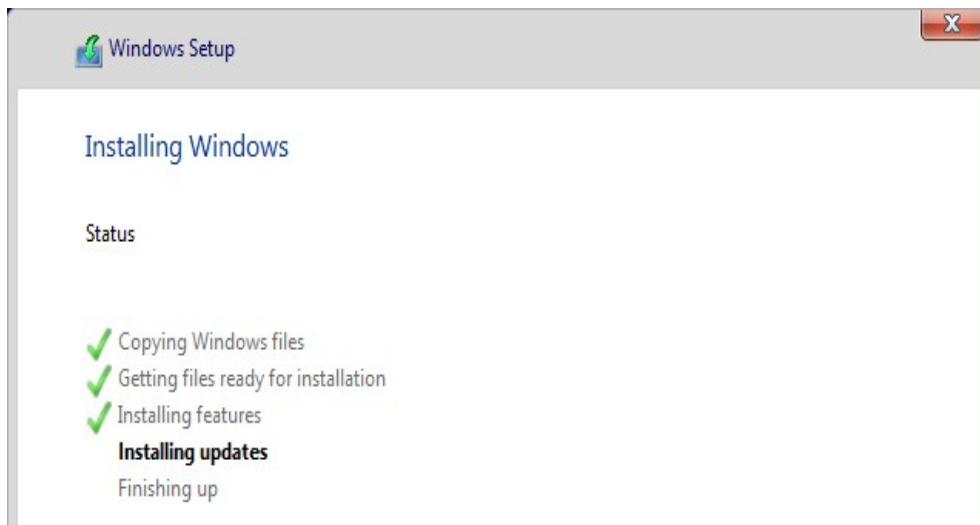 Windows Setup
Installing Windows
Status
Copying Windows files
Getting files ready for installation
Installing features
Installing updates
Finishing up